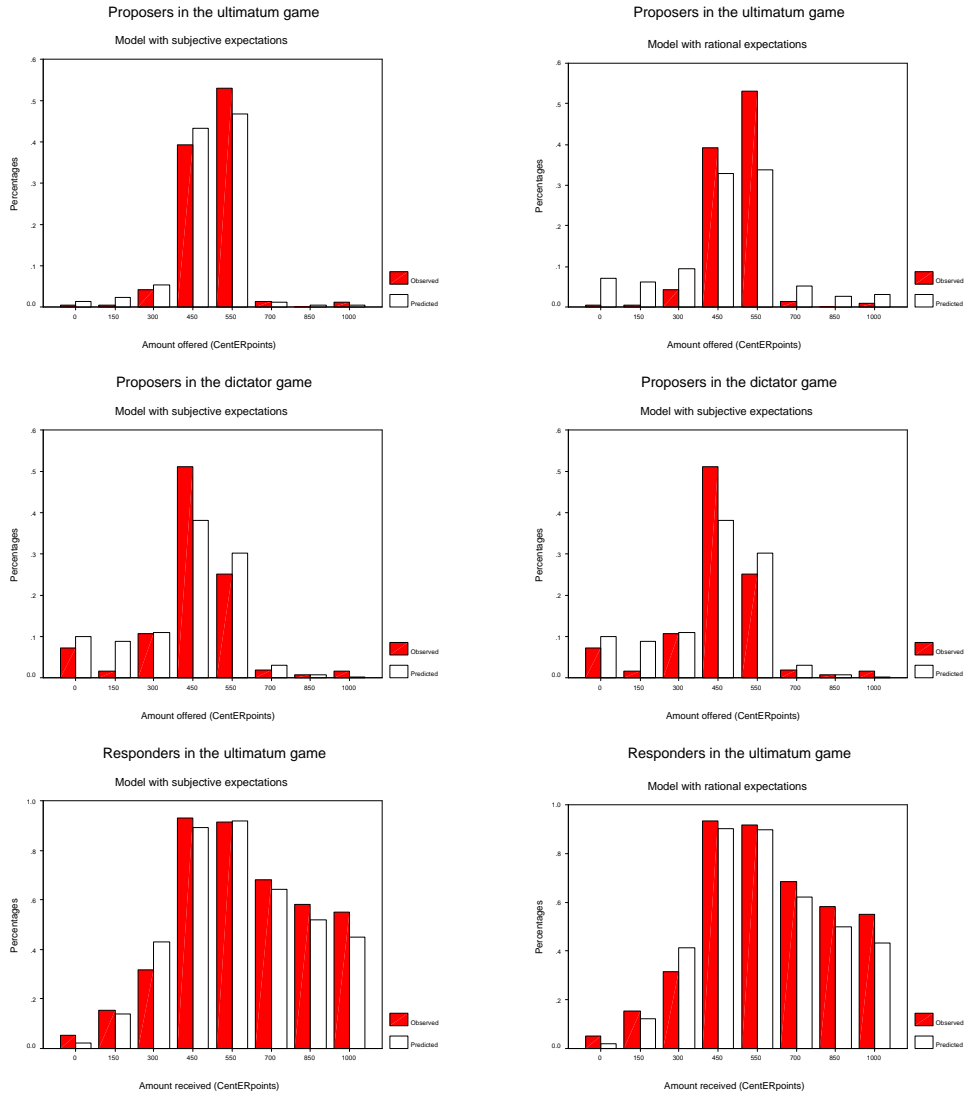 Proposers in the ultimatum game
Model with subjective expectations
.6
.5
.4
.3
.2
.1
0.0
Percentages
0 150 300 450 550 700 850 1000
Amount offered (CentERpoints)
Observed
Predicted
Proposers in the ultimatum game
Model with rational expectations
.6
.5
.4
.3
.2
.1
0.0
Percentages
0 150 300 450 550 700 850 1000
Amount offered (CentERpoints)
Observed
Predicted
Proposers in the dictator game
Model with subjective expectations
.6
.5
.4
.3
.2
.1
0.0
Percentages
0 150 300 450 550 700 850 1000
Amount offered (CentERpoints)
Observed
Predicted
Proposers in the dictator game
Model with subjective expectations
.6
.5
.4
.3
.2
.1
0.0
Percentages
0 150 300 450 550 700 850 1000
Amount offered (CentERpoints)
Observed
Predicted
Responders in the ultimatum game
Model with subjective expectations
1.0
.8
.6
.4
.2
0.0
Percentages
0 150 300 450 550 700 850 1000
Amount received (CentERpoints)
Observed
Predicted
Responders in the ultimatum game
Model with rational expectations
1.0
.8
.6
.4
.2
0.0
Percentages
0 150 300 450 550 700 850 1000
Amount received (CentERpoints)
Observed
Predicted